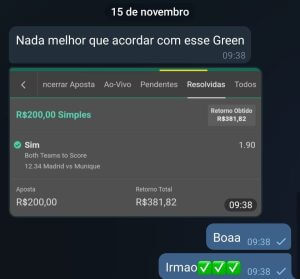 15 de novembro
Nada melhor que acordar com esse Green
09:38
ncerrar Aposta Ao-Vivo Pendentes Resolvidas Todos
R$200,00 Simples
Retorno Obtido
R$381,82
Sim 1.90
Both Teams to Score
12.34 Madrid vs Munique
Aposta Retorno Total
R$200,00 R$381,82
09:38
Boaa 09:38
Irmao✅✅✅ 09:38